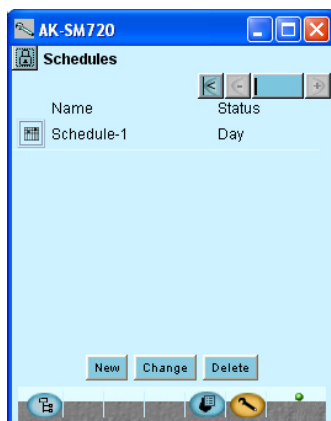 AK-SM720
Schedules
Name Status
Schedule-1 Day
New Change Delete